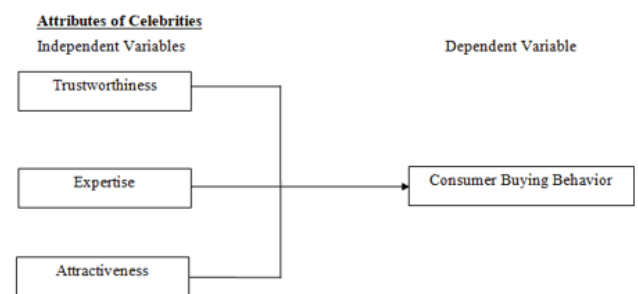 Attributes of Celebrities
Independent Variables
Dependent Variable
Trustworthiness
Expertise
Consumer Buying Behavior
Attractiveness